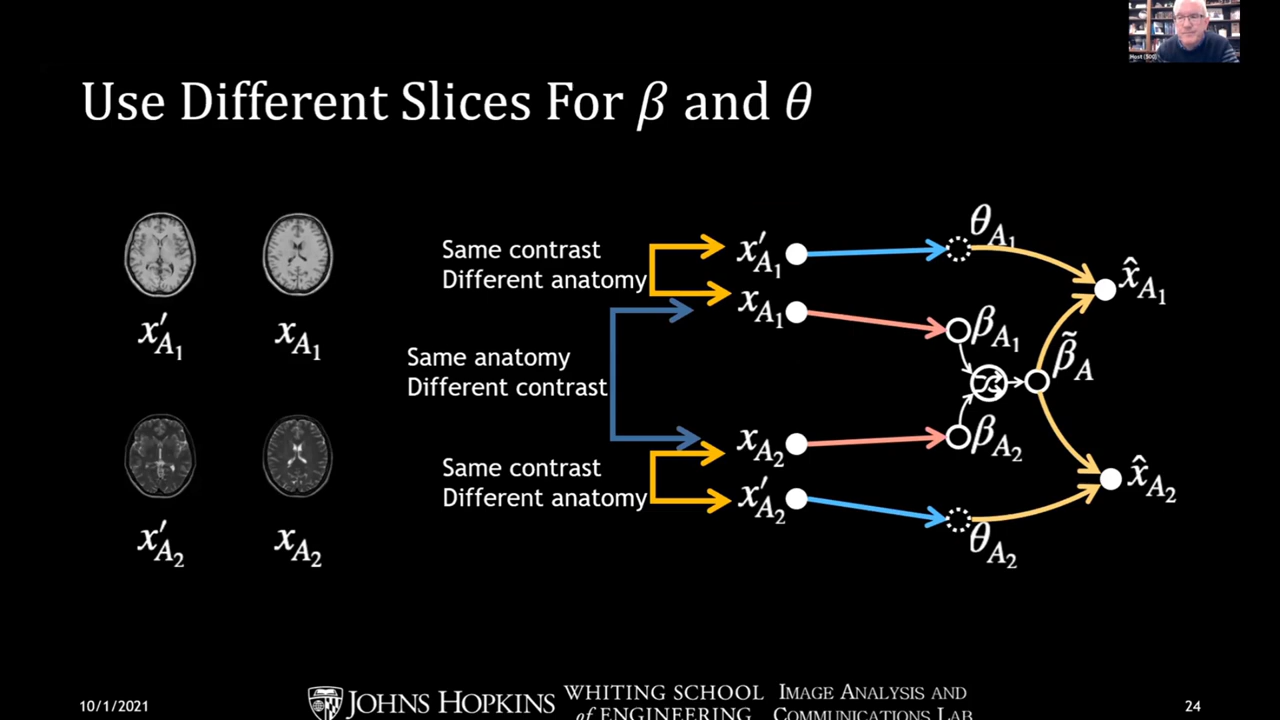 Host (500)
Use Different Slices For β and θ
x′A₁
xA₁
x′A₂
xA₂
Same contrast
Different anatomy
Same anatomy
Different contrast
Same contrast
Different anatomy
x′A₁
xA₁
xA₂
x′A₂
θA₁
βA₁
β̃A
βA₂
θA₂
x̂A₁
x̂A₂
10/1/2021
JOHNS HOPKINS
WHITING SCHOOL
of ENGINEERING
IMAGE ANALYSIS AND
COMMUNICATIONS LAB
24